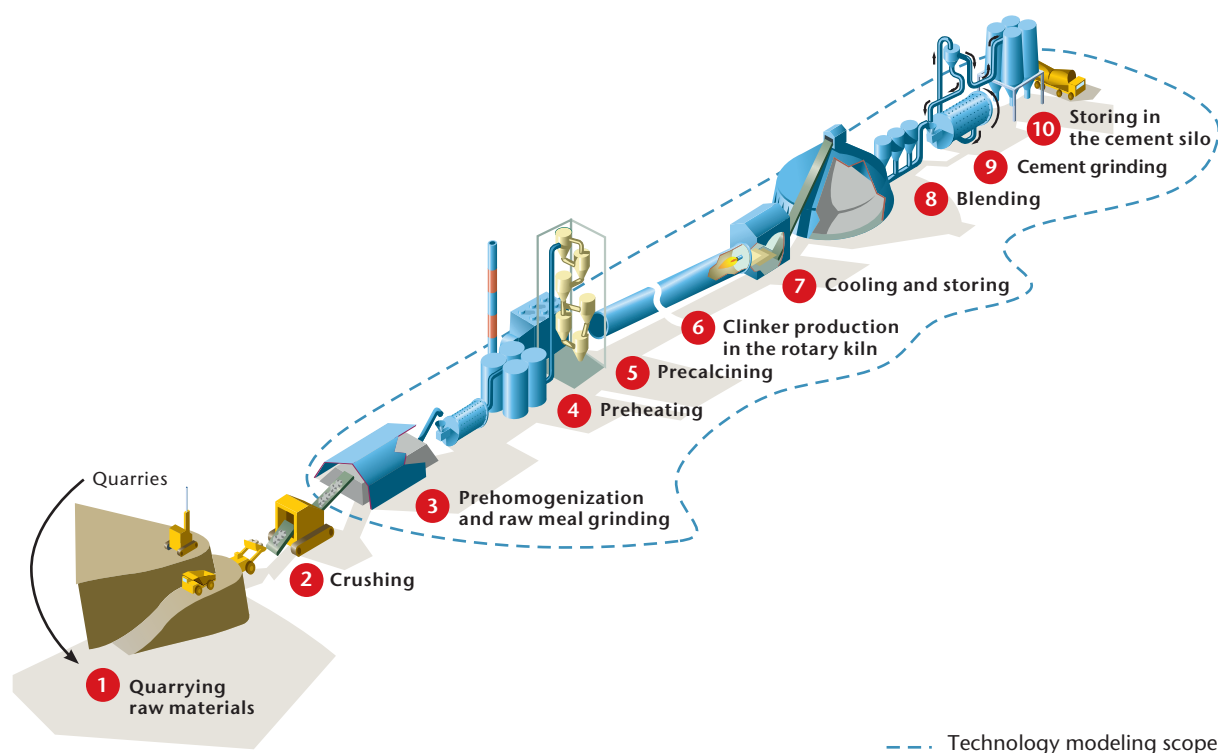 Quarries
1
Quarrying
raw materials
2
Crushing
3
Prehomogenization
and raw meal grinding
4
Preheating
5
Precalcining
6
Clinker production
in the rotary kiln
7
Cooling and storing
8
Blending
9
Cement grinding
10
Storing in
the cement silo
Technology modeling scope